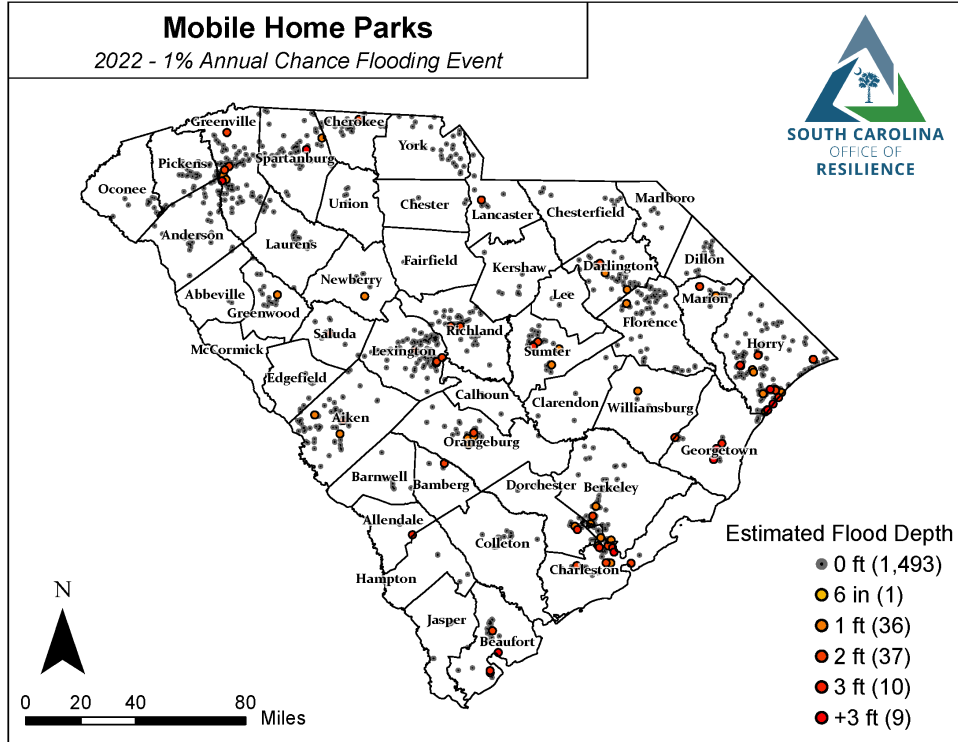 Mobile Home Parks
2022 - 1% Annual Chance Flooding Event
SOUTH CAROLINA
OFFICE OF
RESILIENCE
Greenville
Cherokee
York
Pickens
Spartanburg
Oconee
Union
Chester
Lancaster
Chesterfield
Marlboro
Anderson
Laurens
Fairfield
Kershaw
Darlington
Dillon
Abbeville
Newberry
Lee
Marion
Greenwood
Florence
Saluda
Richland
McCormick
Lexington
Sumter
Horry
Edgefield
Calhoun
Clarendon
Williamsburg
Aiken
Orangeburg
Georgetown
Barnwell
Bamberg
Dorchester
Berkeley
Allendale
Colleton
Charleston
Hampton
Jasper
Beaufort
Estimated Flood Depth
0 ft (1,493)
6 in (1)
1 ft (36)
2 ft (37)
3 ft (10)
+3 ft (9)
N
0 20 40 80
Miles